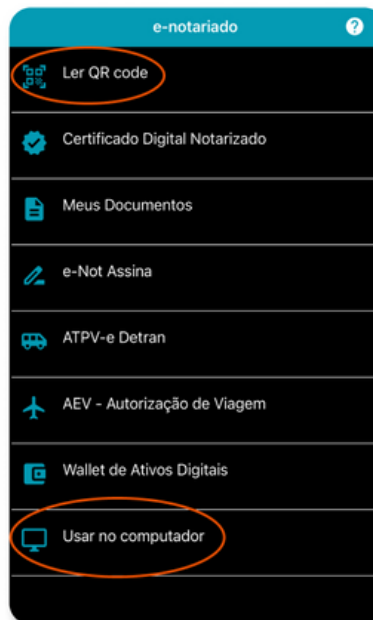 e-notariado
?
Ler QR code
Certificado Digital Notarizado
Meus Documentos
e-Not Assina
ATPV-e Detran
AEV - Autorização de Viagem
Wallet de Ativos Digitais
Usar no computador